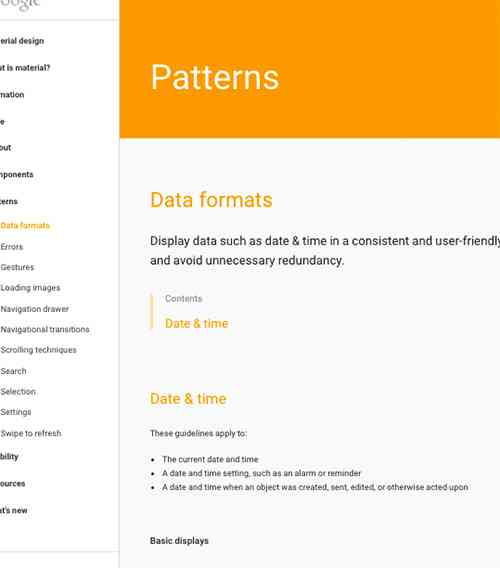 Google
erial design
at is material?
mation
e
out
mponents
terns
Data formats
Errors
Gestures
Loading images
Navigation drawer
Navigational transitions
Scrolling techniques
Search
Selection
Settings
Swipe to refresh
bility
ources
at's new
Patterns
Data formats
Display data such as date & time in a consistent and user-friendly
and avoid unnecessary redundancy.
Contents
Date & time
Date & time
These guidelines apply to:
• The current date and time
• A date and time setting, such as an alarm or reminder
• A date and time when an object was created, sent, edited, or otherwise acted upon
Basic displays